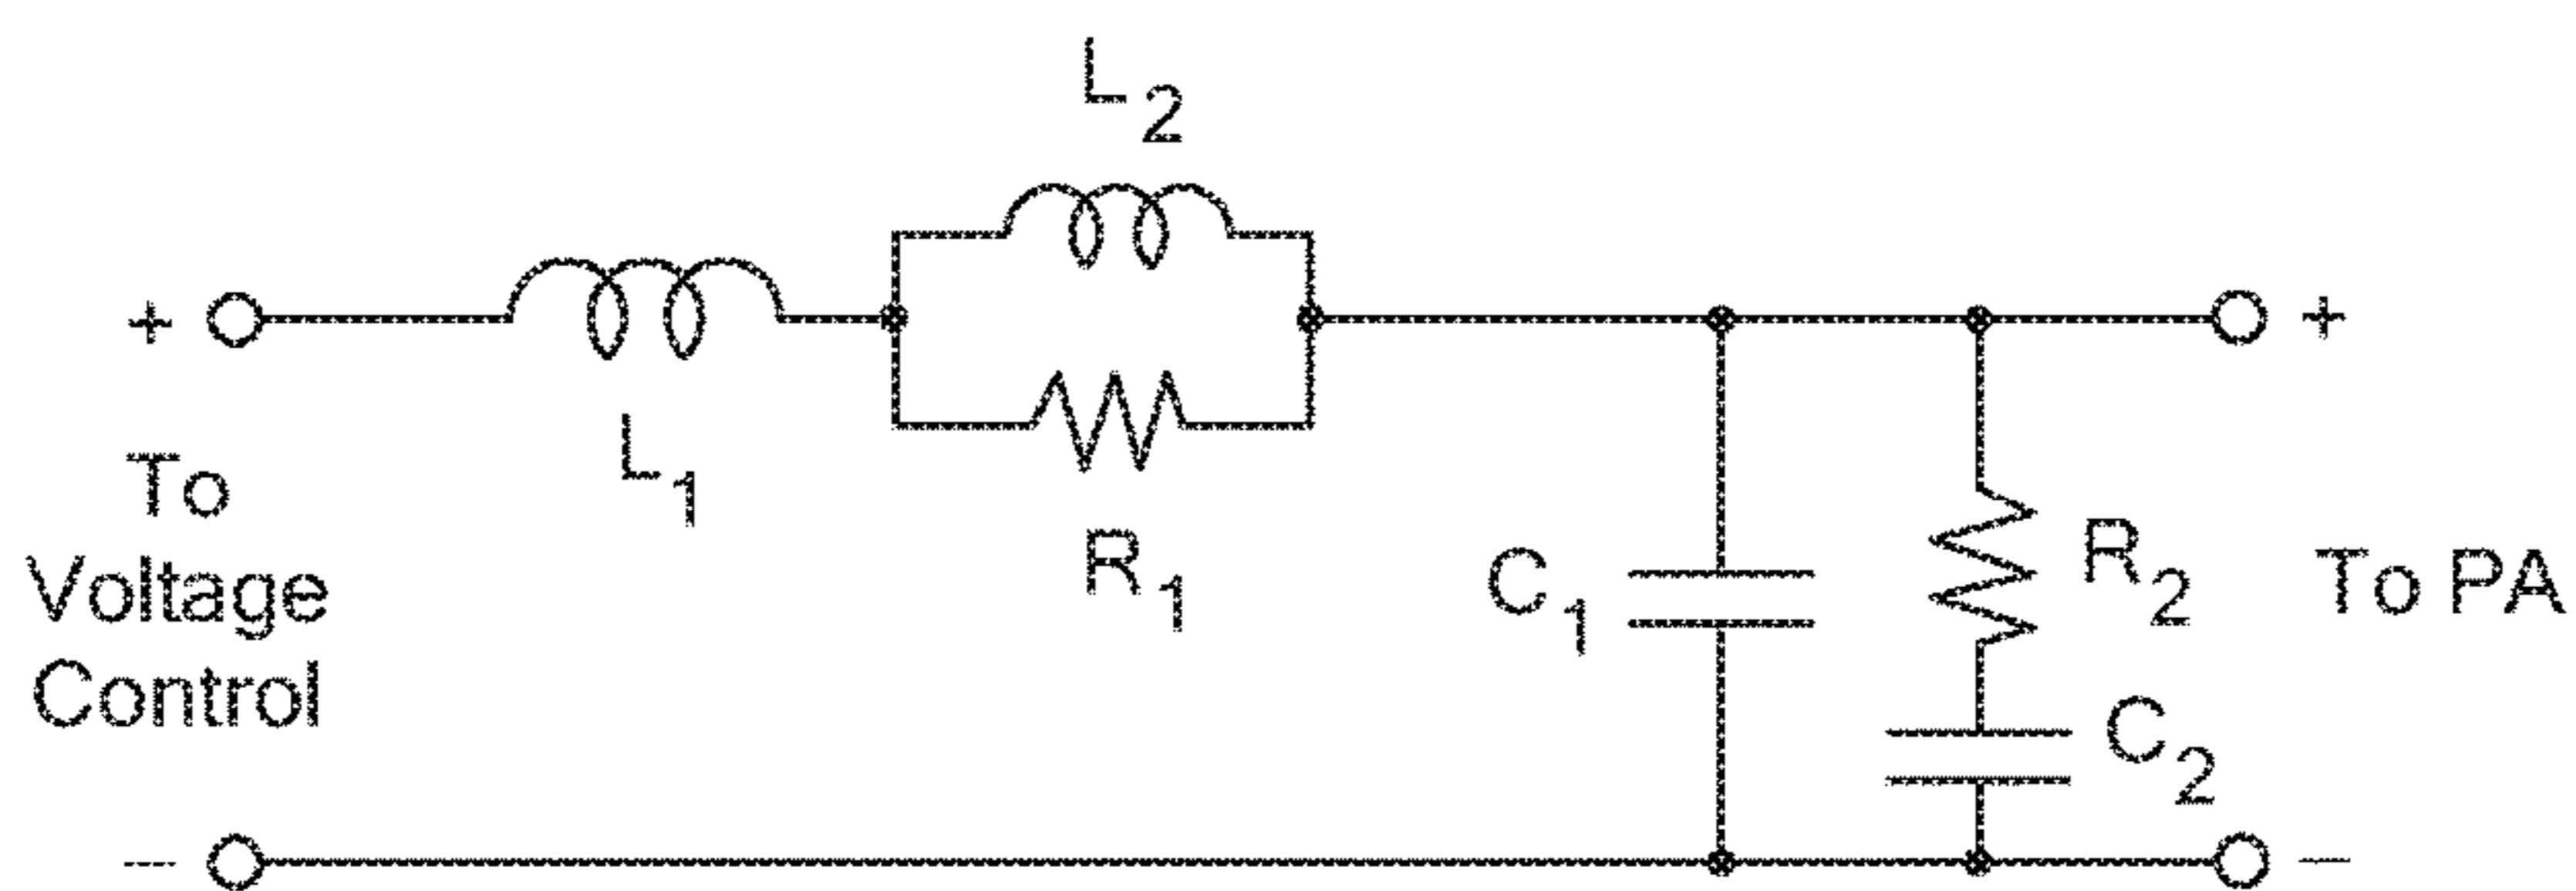 L2
+
+
To
Voltage
Control
L1
R1
C1
R2
To PA
C2
-
-